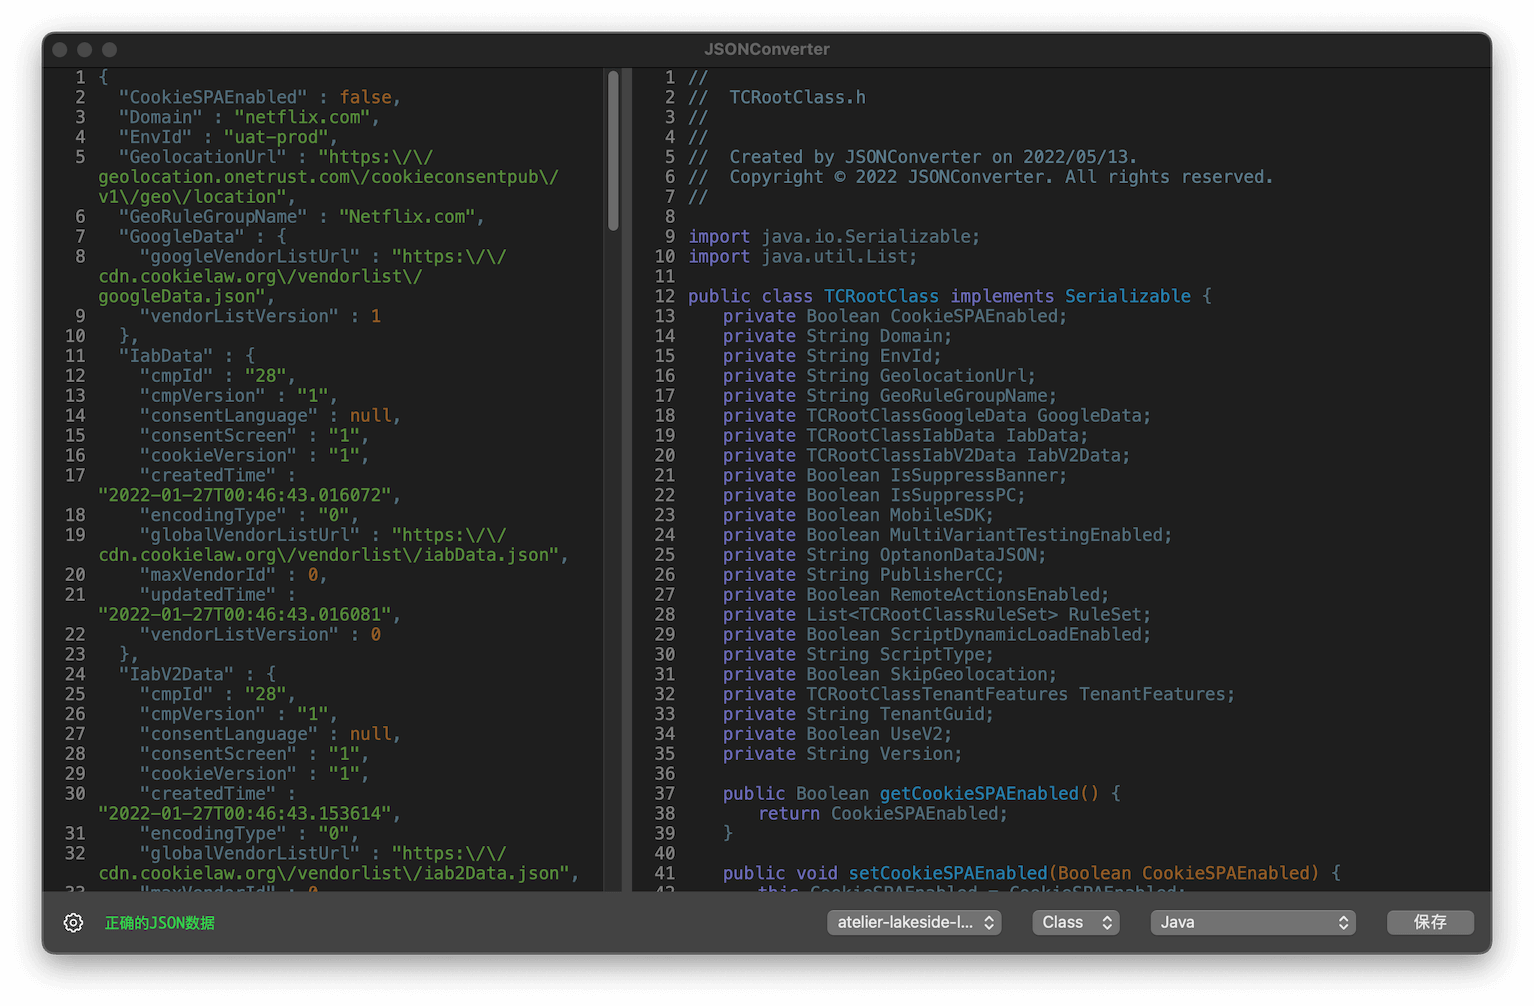 JSONConverter
1 {
2 "CookieSPAEnabled" : false,
3 "Domain" : "netflix.com",
4 "EnvId" : "uat-prod",
5 "GeolocationUrl" : "https:\/\/
geolocation.onetrust.com\/cookieconsentpub\/
v1\/geo\/location",
6 "GeoRuleGroupName" : "Netflix.com",
7 "GoogleData" : {
8 "googleVendorListUrl" : "https:\/\/
cdn.cookielaw.org\/vendorlist\/
googleData.json",
9 "vendorListVersion" : 1
10 },
11 "IabData" : {
12 "cmpId" : "28",
13 "cmpVersion" : "1",
14 "consentLanguage" : null,
15 "consentScreen" : "1",
16 "cookieVersion" : "1",
17 "createdTime" :
"2022-01-27T00:46:43.016072",
18 "encodingType" : "0",
19 "globalVendorListUrl" : "https:\/\/
cdn.cookielaw.org\/vendorlist\/iabData.json",
20 "maxVendorId" : 0,
21 "updatedTime" :
"2022-01-27T00:46:43.016081",
22 "vendorListVersion" : 0
23 },
24 "IabV2Data" : {
25 "cmpId" : "28",
26 "cmpVersion" : "1",
27 "consentLanguage" : null,
28 "consentScreen" : "1",
29 "cookieVersion" : "1",
30 "createdTime" :
"2022-01-27T00:46:43.153614",
31 "encodingType" : "0",
32 "globalVendorListUrl" : "https:\/\/
cdn.cookielaw.org\/vendorlist\/iab2Data.json",
33 "maxVendorId" : 0
1 //
2 // TCRootClass.h
3 //
4 //
5 // Created by JSONConverter on 2022/05/13.
6 // Copyright © 2022 JSONConverter. All rights reserved.
7 //
8
9 import java.io.Serializable;
10 import java.util.List;
11
12 public class TCRootClass implements Serializable {
13 private Boolean CookieSPAEnabled;
14 private String Domain;
15 private String EnvId;
16 private String GeolocationUrl;
17 private String GeoRuleGroupName;
18 private TCRootClassGoogleData GoogleData;
19 private TCRootClassIabData IabData;
20 private TCRootClassIabV2Data IabV2Data;
21 private Boolean IsSuppressBanner;
22 private Boolean IsSuppressPC;
23 private Boolean MobileSDK;
24 private Boolean MultiVariantTestingEnabled;
25 private String OptanonDataJSON;
26 private String PublisherCC;
27 private Boolean RemoteActionsEnabled;
28 private List<TCRootClassRuleSet> RuleSet;
29 private Boolean ScriptDynamicLoadEnabled;
30 private String ScriptType;
31 private Boolean SkipGeolocation;
32 private TCRootClassTenantFeatures TenantFeatures;
33 private String TenantGuid;
34 private Boolean UseV2;
35 private String Version;
36
37 public Boolean getCookieSPAEnabled() {
38 return CookieSPAEnabled;
39 }
40
41 public void setCookieSPAEnabled(Boolean CookieSPAEnabled) {
42 this.CookieSPAEnabled = CookieSPAEnabled;
正确的JSON数据
atelier-lakeside-l...
Class
Java
保存